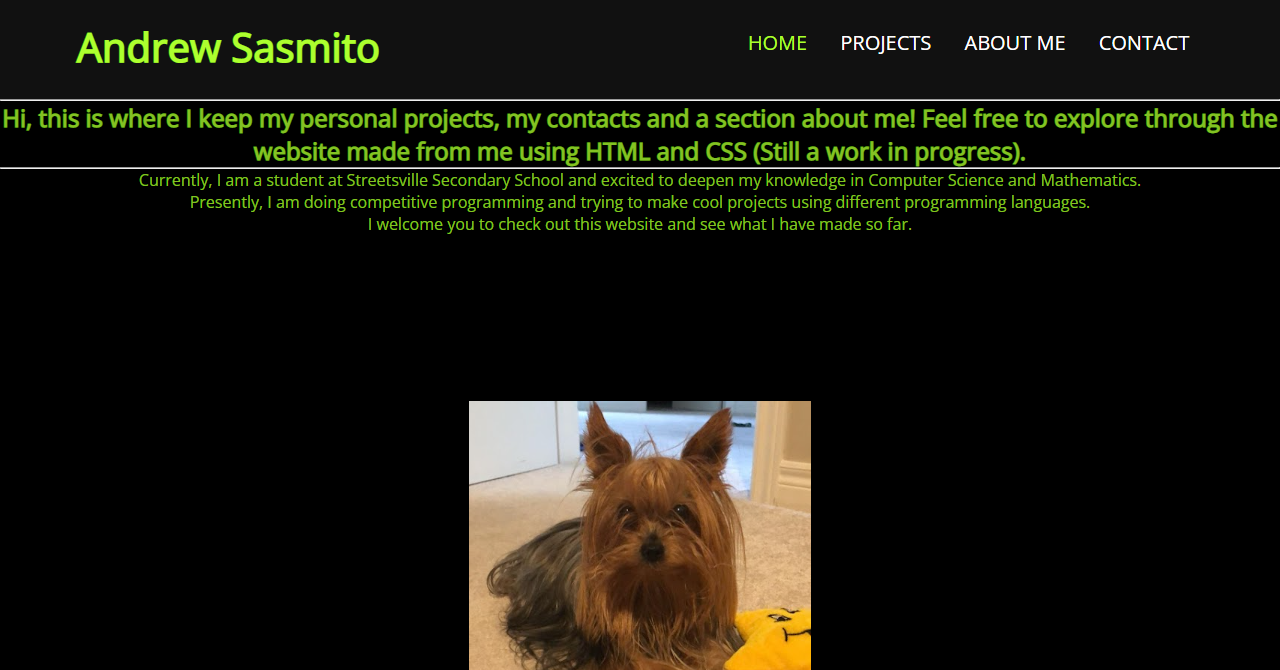 Andrew Sasmito
HOME PROJECTS ABOUT ME CONTACT
Hi, this is where I keep my personal projects, my contacts and a section about me! Feel free to explore through the
website made from me using HTML and CSS (Still a work in progress).
Currently, I am a student at Streetsville Secondary School and excited to deepen my knowledge in Computer Science and Mathematics.
Presently, I am doing competitive programming and trying to make cool projects using different programming languages.
I welcome you to check out this website and see what I have made so far.